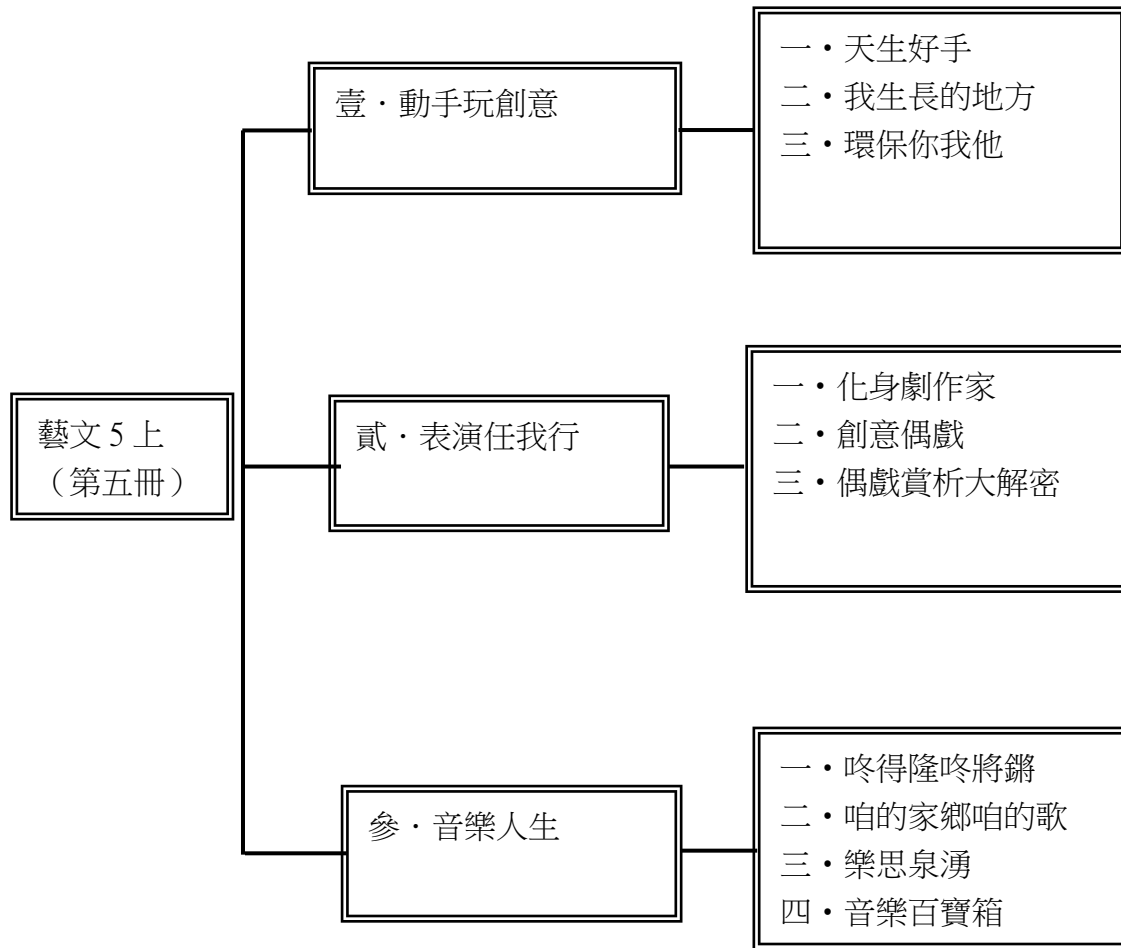 藝文 5 上
（第五冊）
壹．動手玩創意
一‧天生好手
二‧我生長的地方
三‧環保你我他
貳．表演任我行
一‧化身劇作家
二‧創意偶戲
三‧偶戲賞析大解密
參．音樂人生
一‧咚得隆咚將鏘
二‧咱的家鄉咱的歌
三‧樂思泉湧
四‧音樂百寶箱